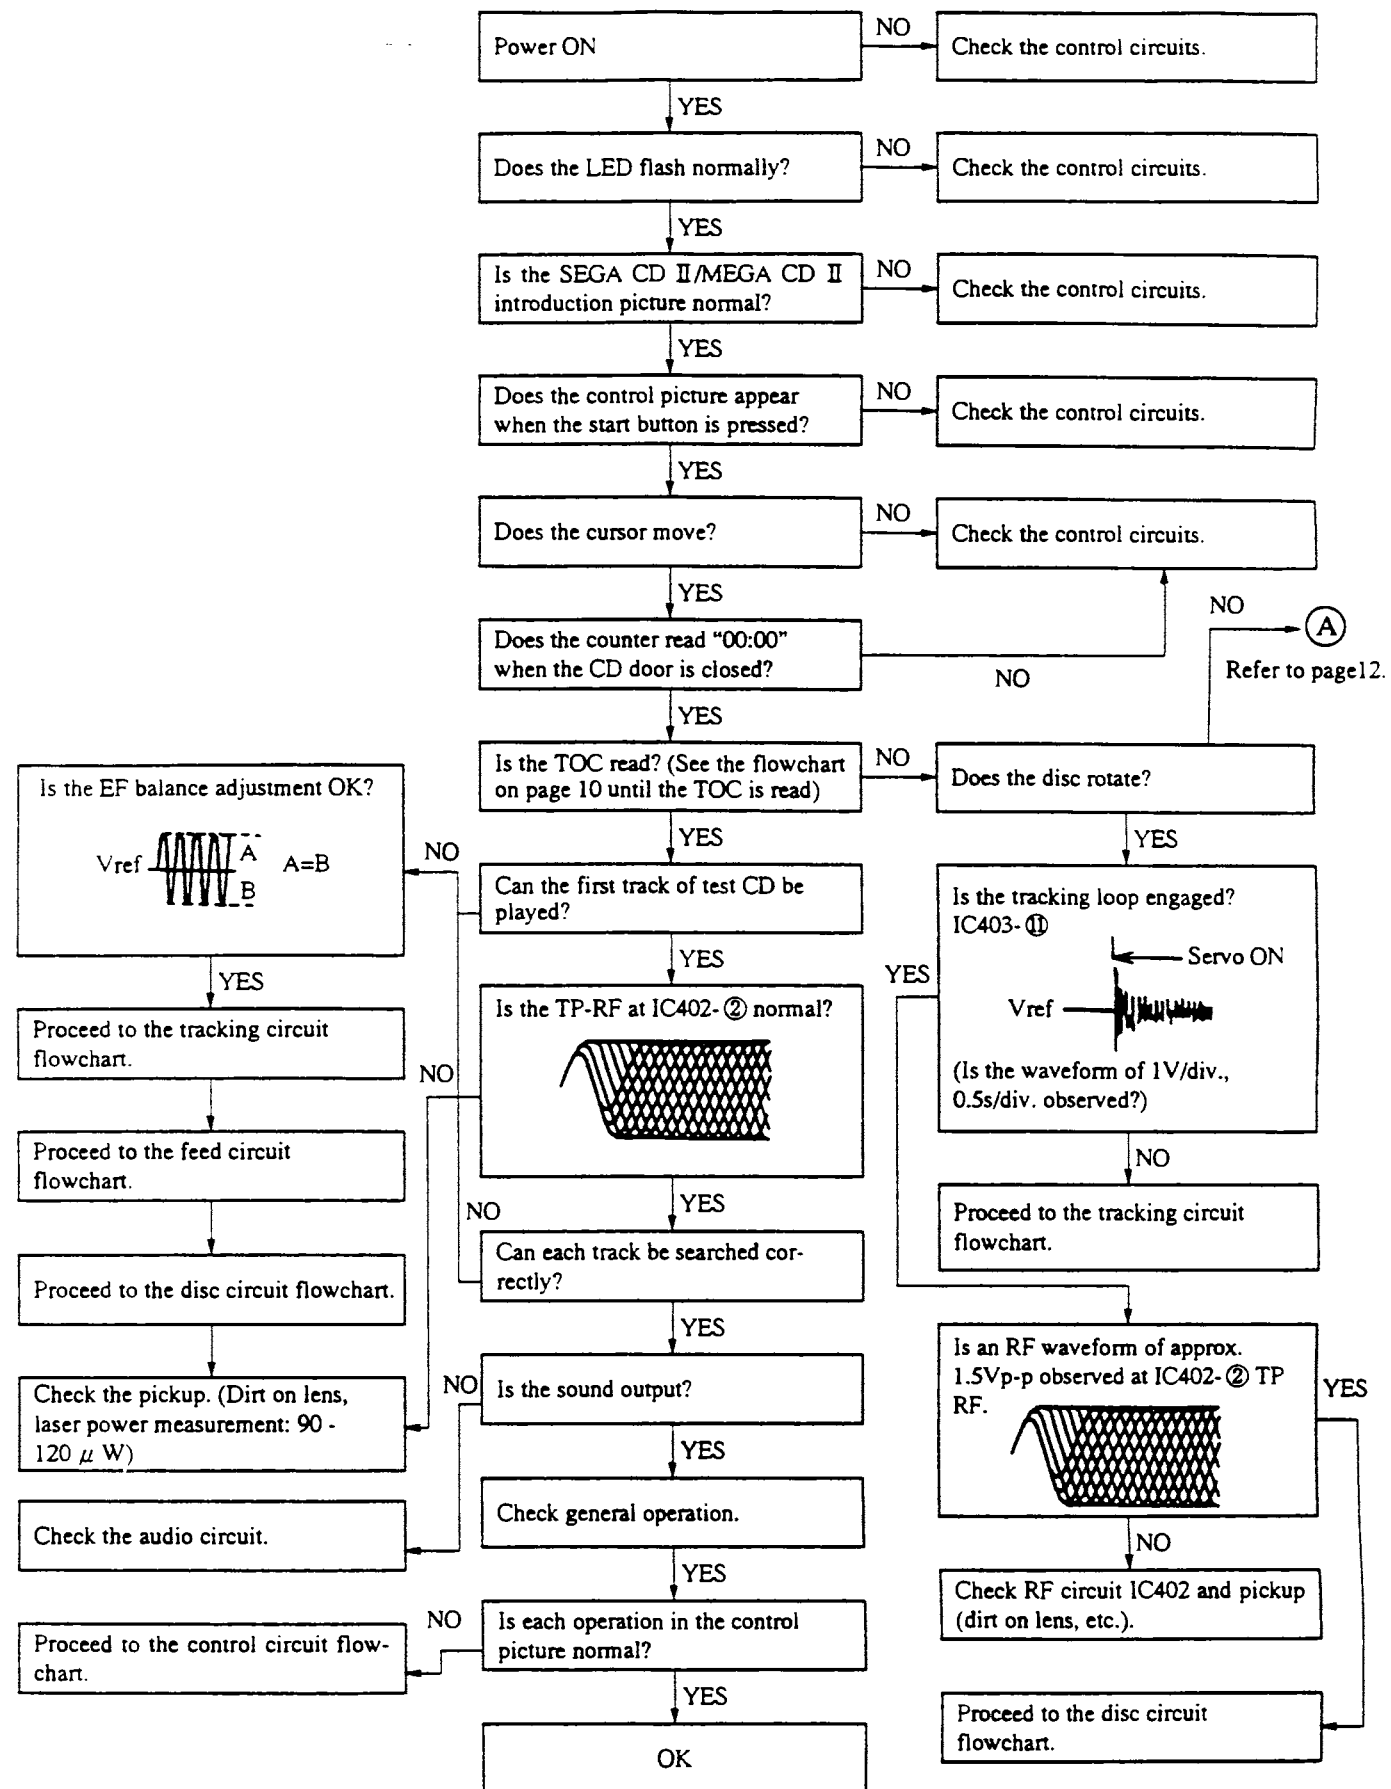 Power ON
NO
Check the control circuits.
YES
Does the LED flash normally?
NO
Check the control circuits.
YES
Is the SEGA CD II/MEGA CD II
introduction picture normal?
NO
Check the control circuits.
YES
Does the control picture appear
when the start button is pressed?
NO
Check the control circuits.
YES
Does the cursor move?
NO
Check the control circuits.
YES
Does the counter read “00:00”
when the CD door is closed?
NO
YES
Is the TOC read? (See the flowchart
on page 10 until the TOC is read)
NO
Does the disc rotate?
NO
A
Refer to page12.
YES
Is the tracking loop engaged?
IC403-⑪
Servo ON
Vref
(Is the waveform of 1V/div.,
0.5s/div. observed?)
NO
Proceed to the tracking circuit
flowchart.
YES
Is an RF waveform of approx.
1.5Vp-p observed at IC402-② TP
RF.
YES
NO
Check RF circuit IC402 and pickup
(dirt on lens, etc.).
Proceed to the disc circuit
flowchart.
YES
Can the first track of test CD be
played?
NO
YES
Is the TP-RF at IC402-② normal?
NO
YES
Can each track be searched cor-
rectly?
NO
YES
Is the sound output?
NO
YES
Check general operation.
YES
Is each operation in the control
picture normal?
NO
YES
OK
Is the EF balance adjustment OK?
Vref
A
B
A=B
YES
Proceed to the tracking circuit
flowchart.
Proceed to the feed circuit
flowchart.
Proceed to the disc circuit flowchart.
Check the pickup. (Dirt on lens,
laser power measurement: 90 -
120 μ W)
Check the audio circuit.
Proceed to the control circuit flow-
chart.